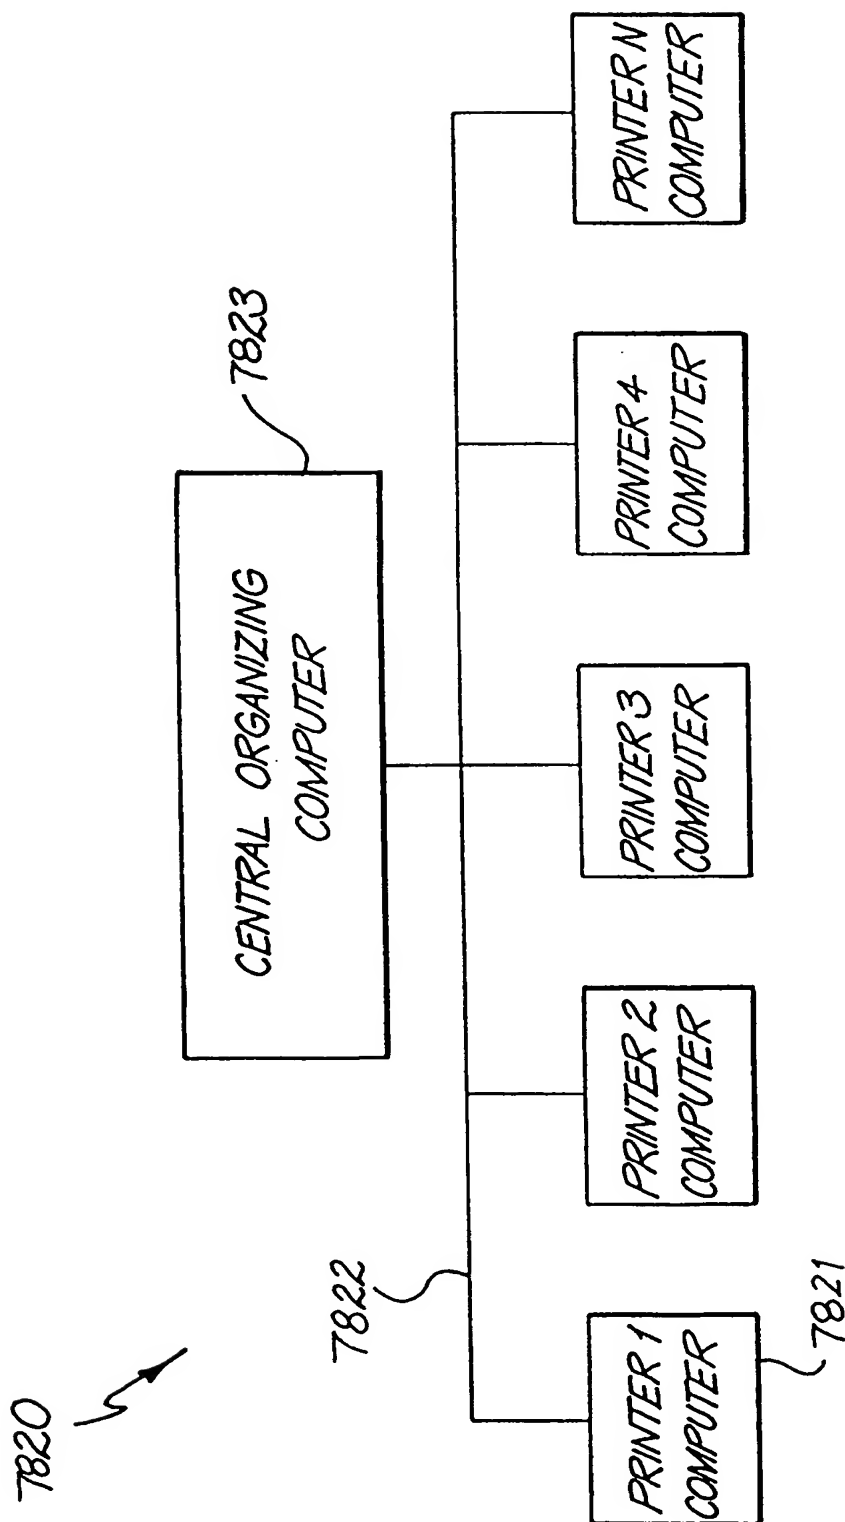 7820
7823
CENTRAL ORGANIZING
COMPUTER
7822
PRINTER 1
COMPUTER
PRINTER 2
COMPUTER
PRINTER 3
COMPUTER
PRINTER 4
COMPUTER
PRINTER N
COMPUTER
7821